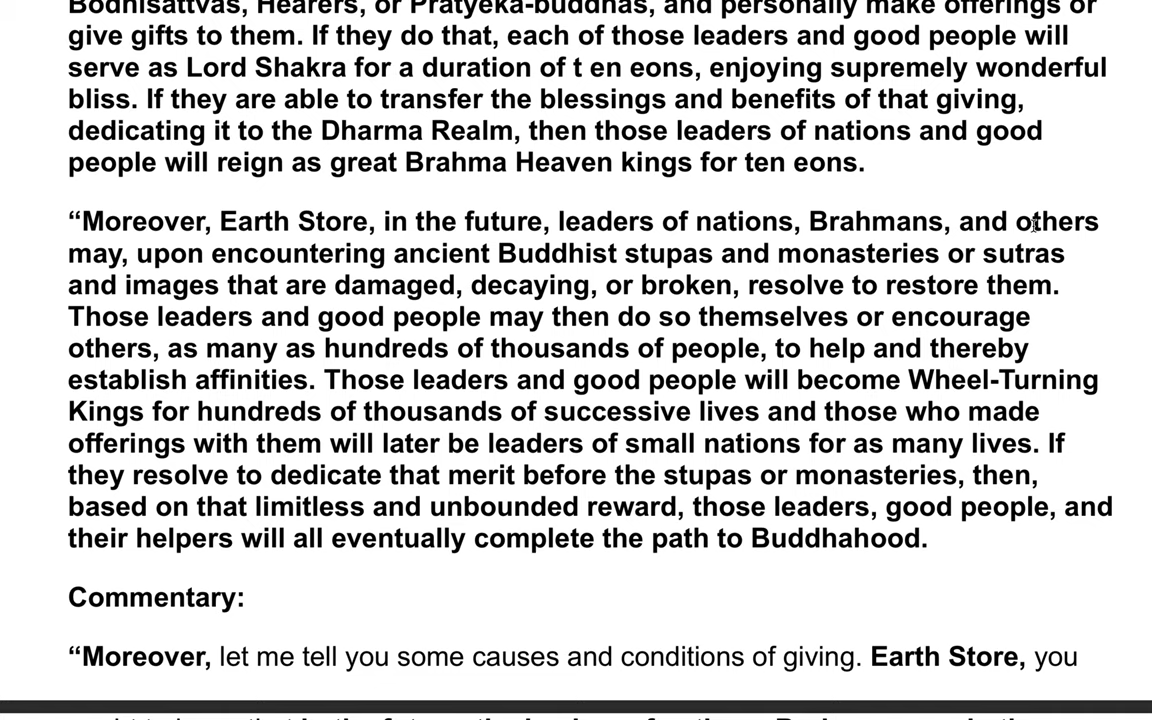 Bodhisattvas, Hearers, or Pratyeka-buddhas, and personally make offerings or
give gifts to them. If they do that, each of those leaders and good people will
serve as Lord Shakra for a duration of t en eons, enjoying supremely wonderful
bliss. If they are able to transfer the blessings and benefits of that giving,
dedicating it to the Dharma Realm, then those leaders of nations and good
people will reign as great Brahma Heaven kings for ten eons.
“Moreover, Earth Store, in the future, leaders of nations, Brahmans, and others
may, upon encountering ancient Buddhist stupas and monasteries or sutras
and images that are damaged, decaying, or broken, resolve to restore them.
Those leaders and good people may then do so themselves or encourage
others, as many as hundreds of thousands of people, to help and thereby
establish affinities. Those leaders and good people will become Wheel-Turning
Kings for hundreds of thousands of successive lives and those who made
offerings with them will later be leaders of small nations for as many lives. If
they resolve to dedicate that merit before the stupas or monasteries, then,
based on that limitless and unbounded reward, those leaders, good people, and
their helpers will all eventually complete the path to Buddhahood.
Commentary:
“Moreover, let me tell you some causes and conditions of giving. Earth Store, you